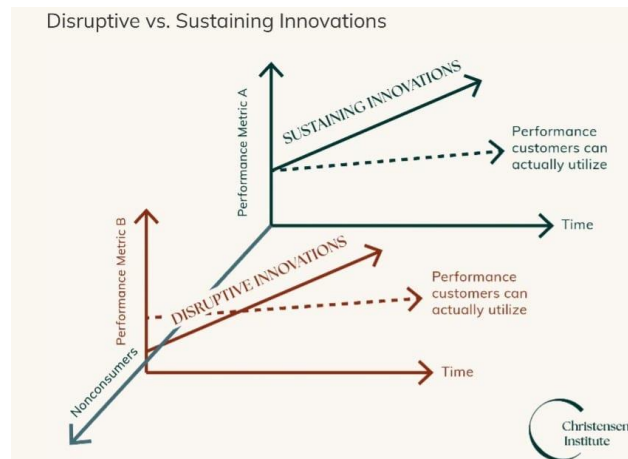 Disruptive vs. Sustaining Innovations
Performance Metric A
SUSTAINING INNOVATIONS
Performance
customers can
actually utilize
Time
Performance Metric B
DISRUPTIVE INNOVATIONS
Performance
customers can
actually utilize
Time
Nonconsumers
Christensen
Institute